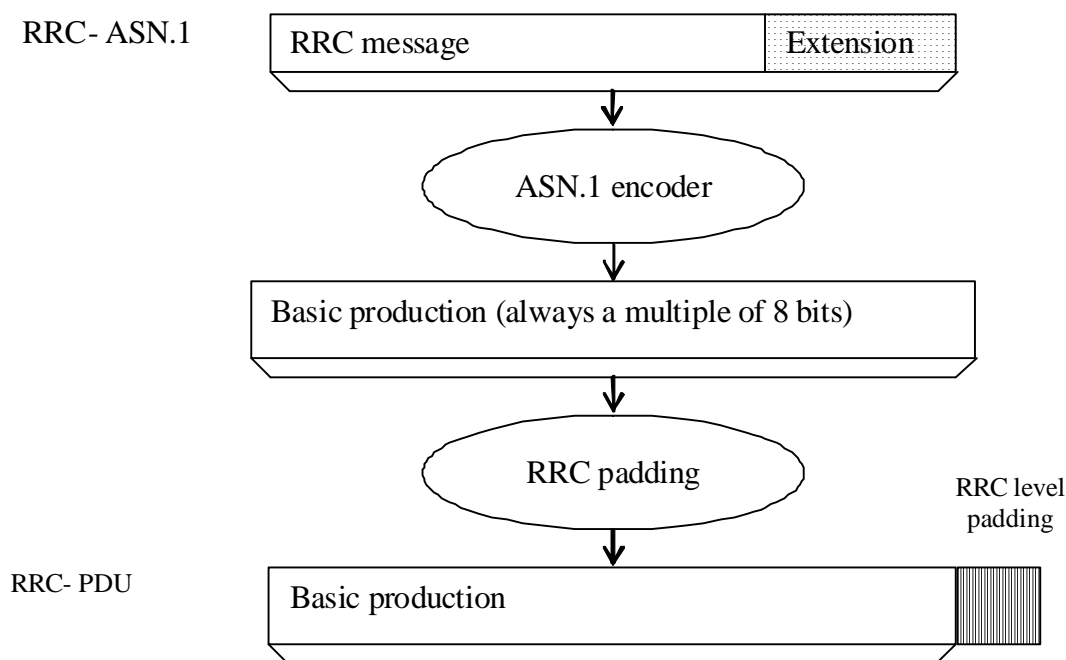 RRC- ASN.1
RRC message
Extension
ASN.1 encoder
Basic production (always a multiple of 8 bits)
RRC padding
RRC level
padding
RRC- PDU
Basic production